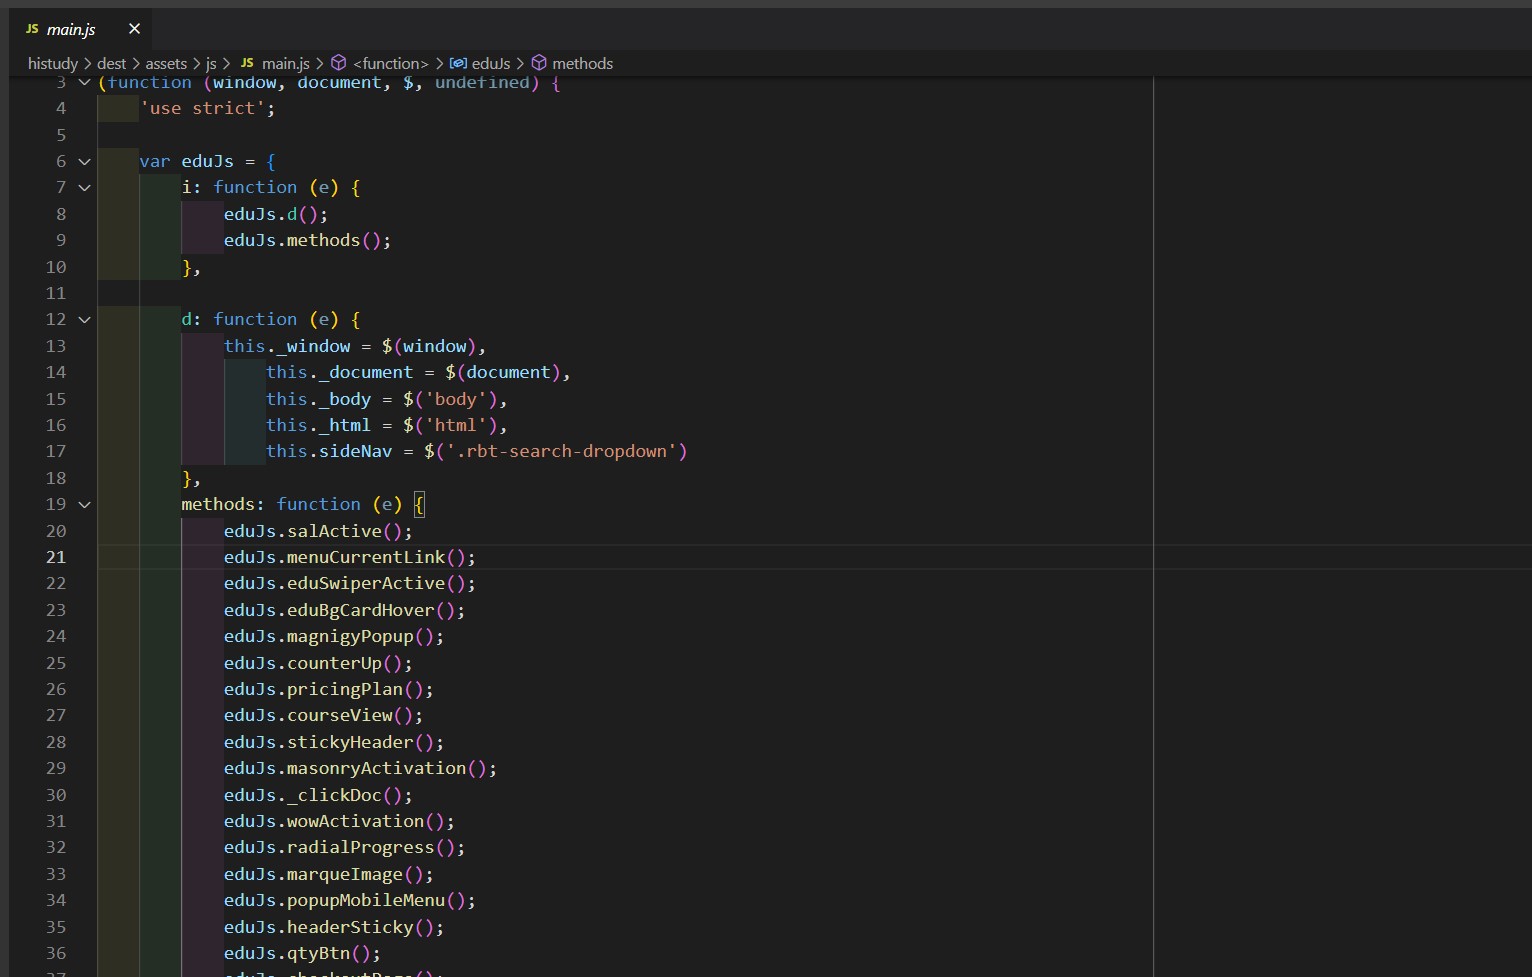 JS main.js ×
histudy > dest > assets > js > JS main.js > <function> > eduJs > methods
3 (function (window, document, $, undefined) {
4 'use strict';
5
6 var eduJs = {
7 i: function (e) {
8 eduJs.d();
9 eduJs.methods();
10 },
11
12 d: function (e) {
13 this._window = $(window),
14 this._document = $(document),
15 this._body = $('body'),
16 this._html = $('html'),
17 this.sideNav = $('.rbt-search-dropdown')
18 },
19 methods: function (e) {
20 eduJs.salActive();
21 eduJs.menuCurrentLink();
22 eduJs.eduSwiperActive();
23 eduJs.eduBgCardHover();
24 eduJs.magnigyPopup();
25 eduJs.counterUp();
26 eduJs.pricingPlan();
27 eduJs.courseView();
28 eduJs.stickyHeader();
29 eduJs.masonryActivation();
30 eduJs._clickDoc();
31 eduJs.wowActivation();
32 eduJs.radialProgress();
33 eduJs.marqueImage();
34 eduJs.popupMobileMenu();
35 eduJs.headerSticky();
36 eduJs.qtyBtn();